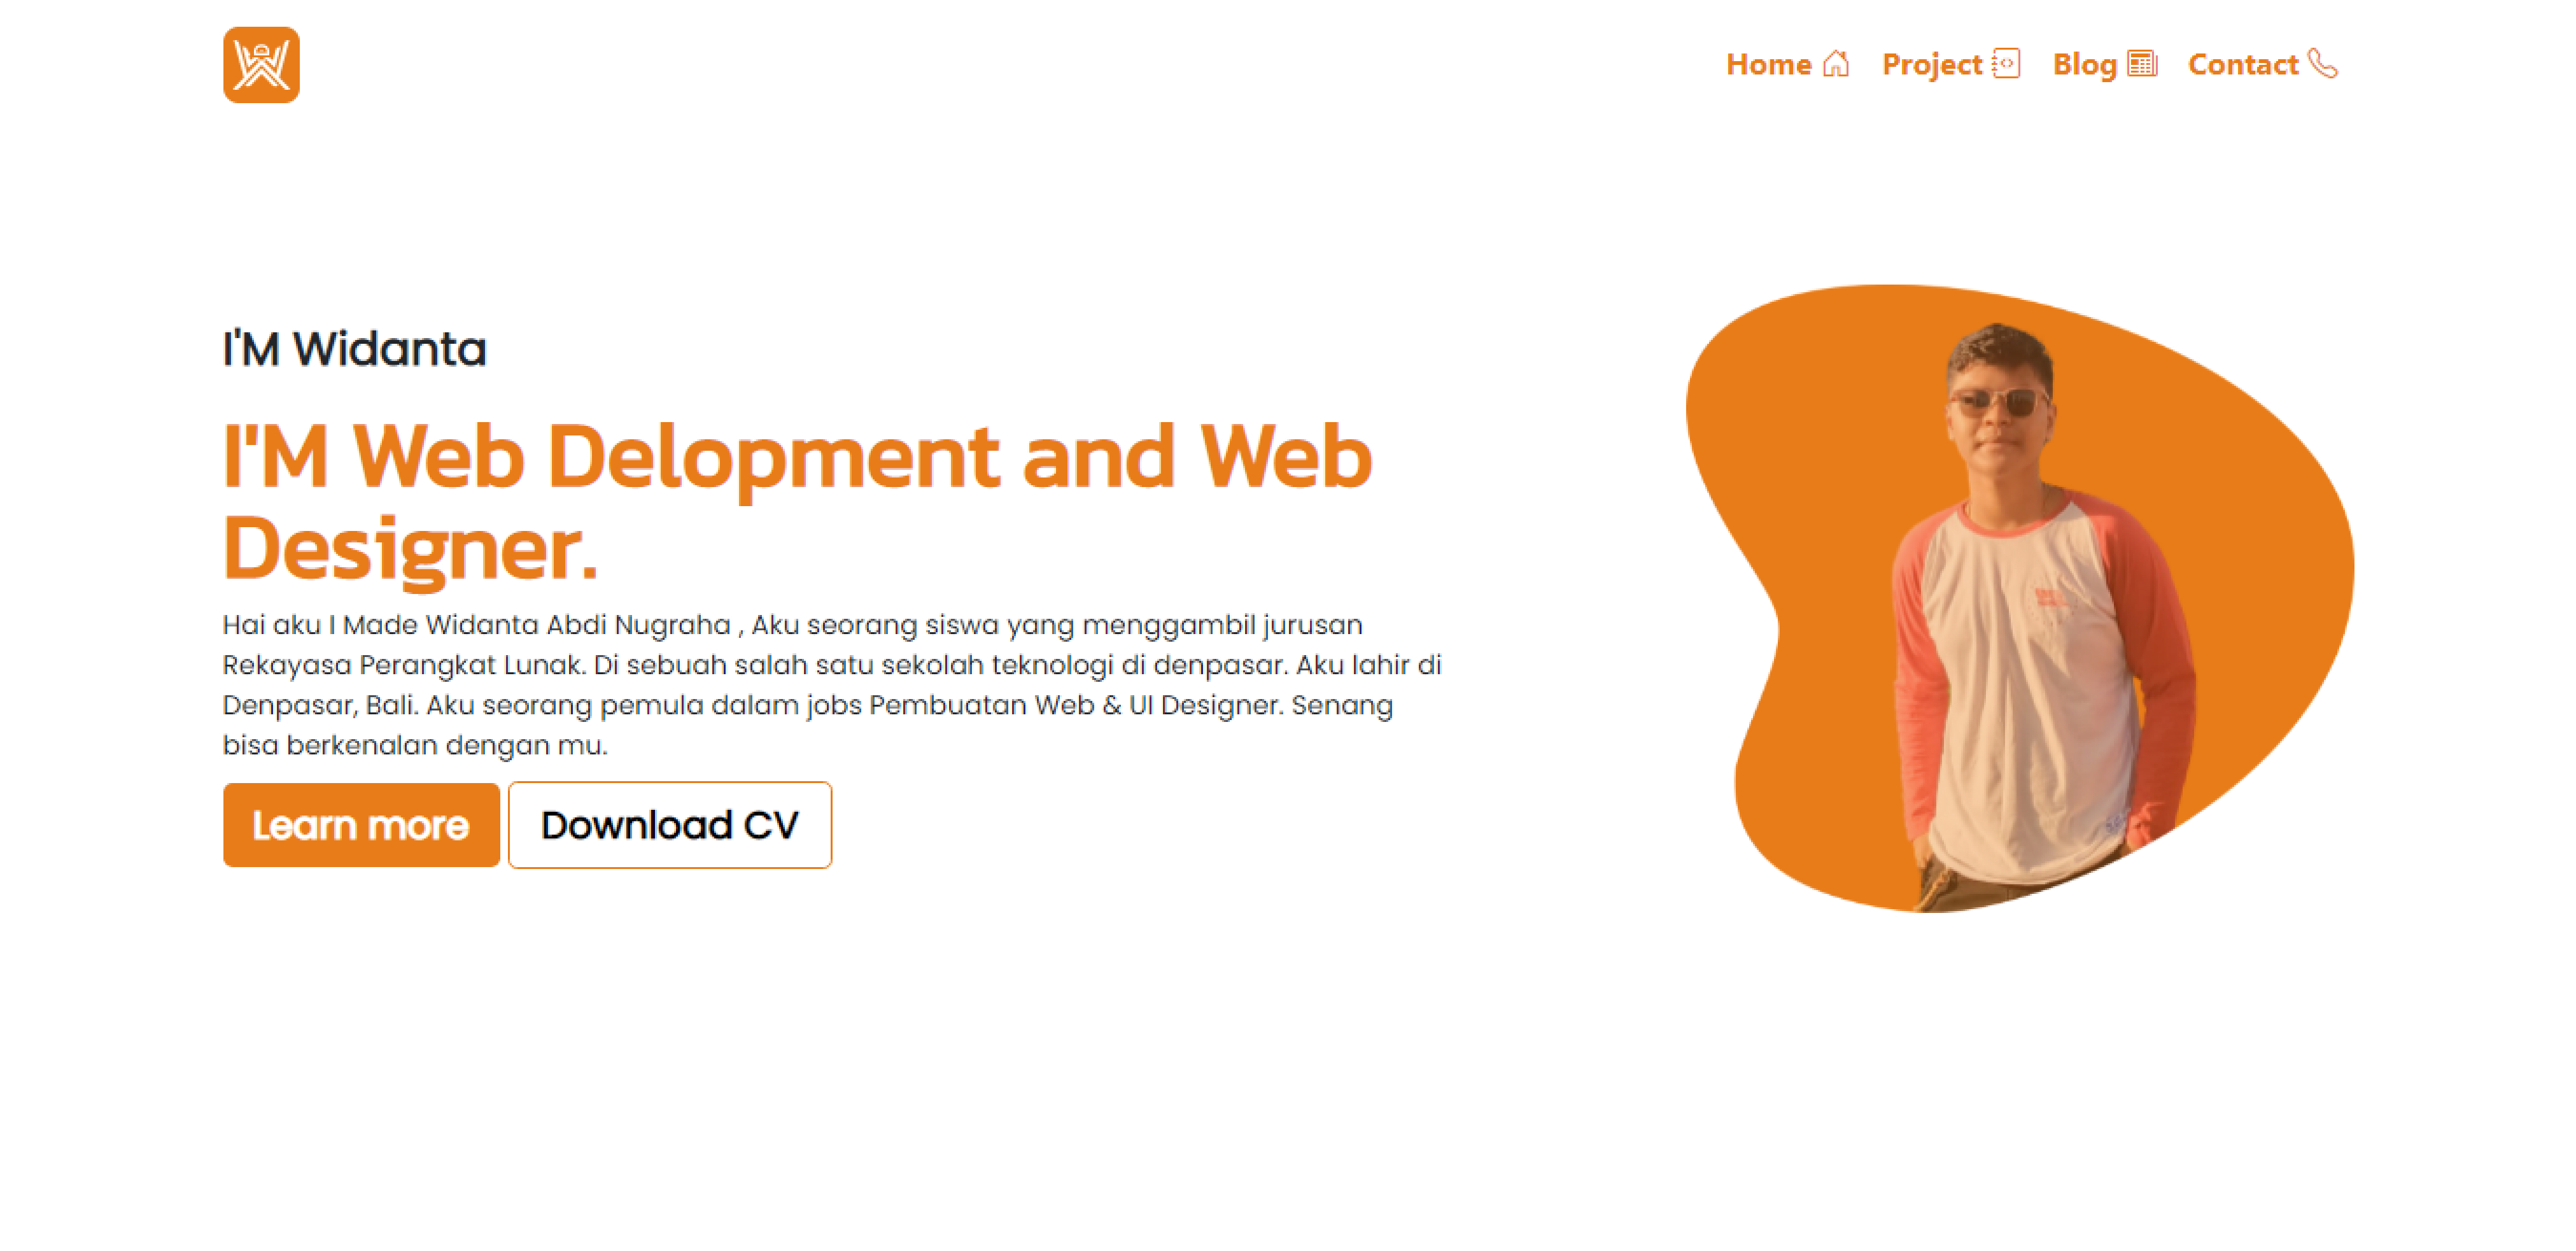 Home
Project
Blog
Contact
I'M Widanta
I'M Web Delopment and Web
Designer.
Hai aku I Made Widanta Abdi Nugraha , Aku seorang siswa yang menggambil jurusan
Rekayasa Perangkat Lunak. Di sebuah salah satu sekolah teknologi di denpasar. Aku lahir di
Denpasar, Bali. Aku seorang pemula dalam jobs Pembuatan Web & UI Designer. Senang
bisa berkenalan dengan mu.
Learn more
Download CV